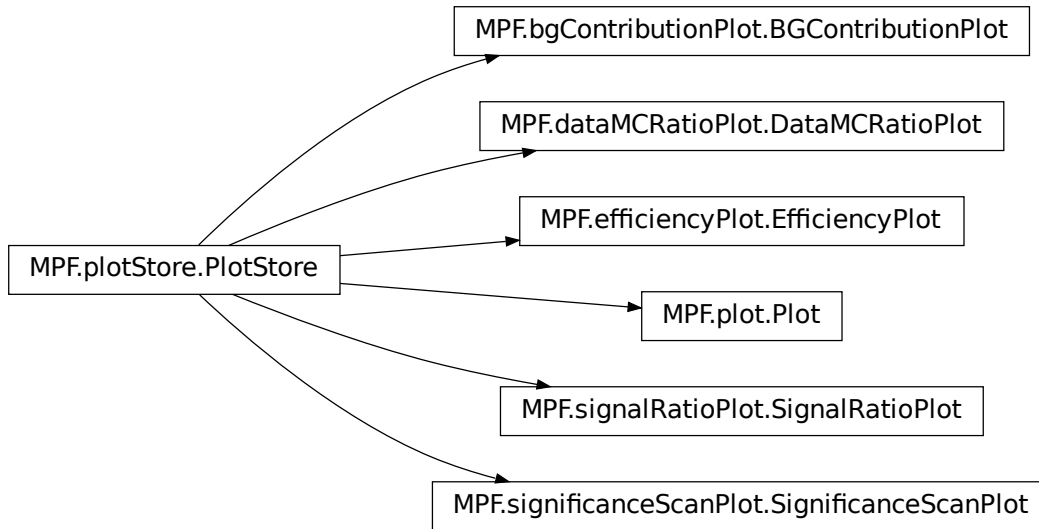 MPF.bgContributionPlot.BGContributionPlot
MPF.dataMCRatioPlot.DataMCRatioPlot
MPF.efficiencyPlot.EfficiencyPlot
MPF.plotStore.PlotStore
MPF.plot.Plot
MPF.signalRatioPlot.SignalRatioPlot
MPF.significanceScanPlot.SignificanceScanPlot